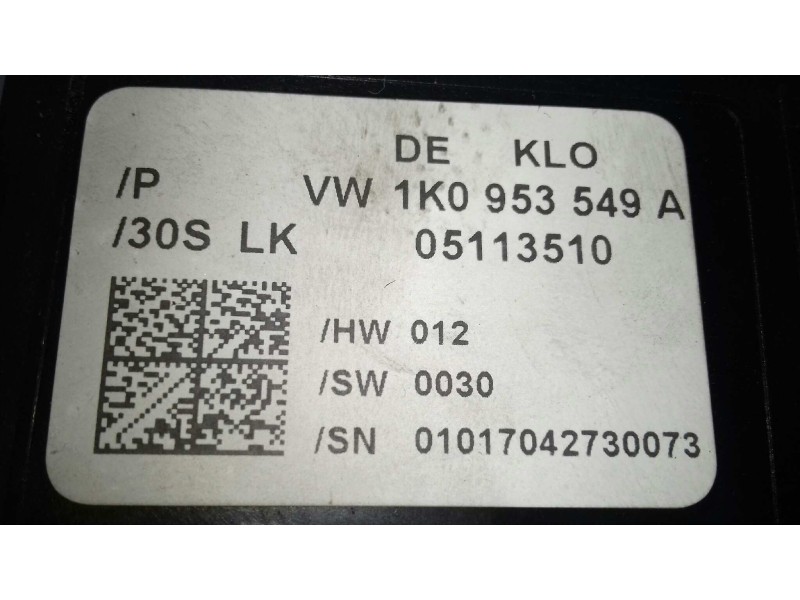 DE KLO
/P VW 1K0 953 549 A
/30S LK 05113510
/HW 012
/SW 0030
/SN 01017042730073